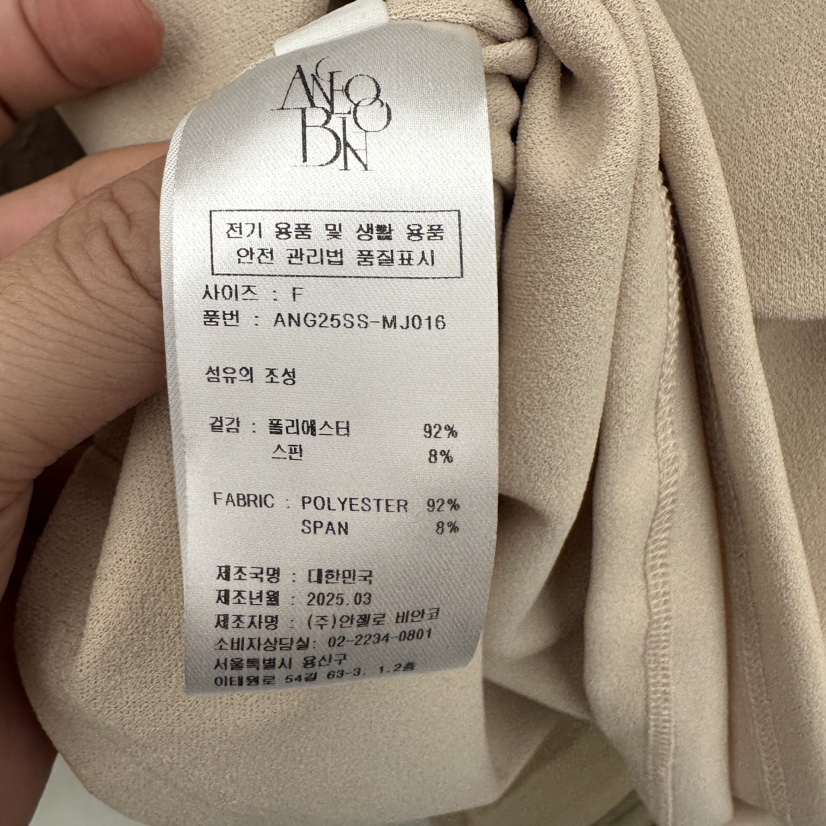 ANGELO
BIAN
전기 용품 및 생활 용품
안전 관리법 품질표시
사이즈 : F
품번 : ANG25SS-MJ016
섬유의 조성
겉감 : 폴리에스터 92%
스판 8%
FABRIC : POLYESTER 92%
SPAN 8%
제조국명 : 대한민국
제조년월 : 2025.03
제조자명 : (주)안젤로 비안코
소비자상담실: 02-2234-0801
서울특별시 용산구
이태원로 54길 63-3, 1.2층